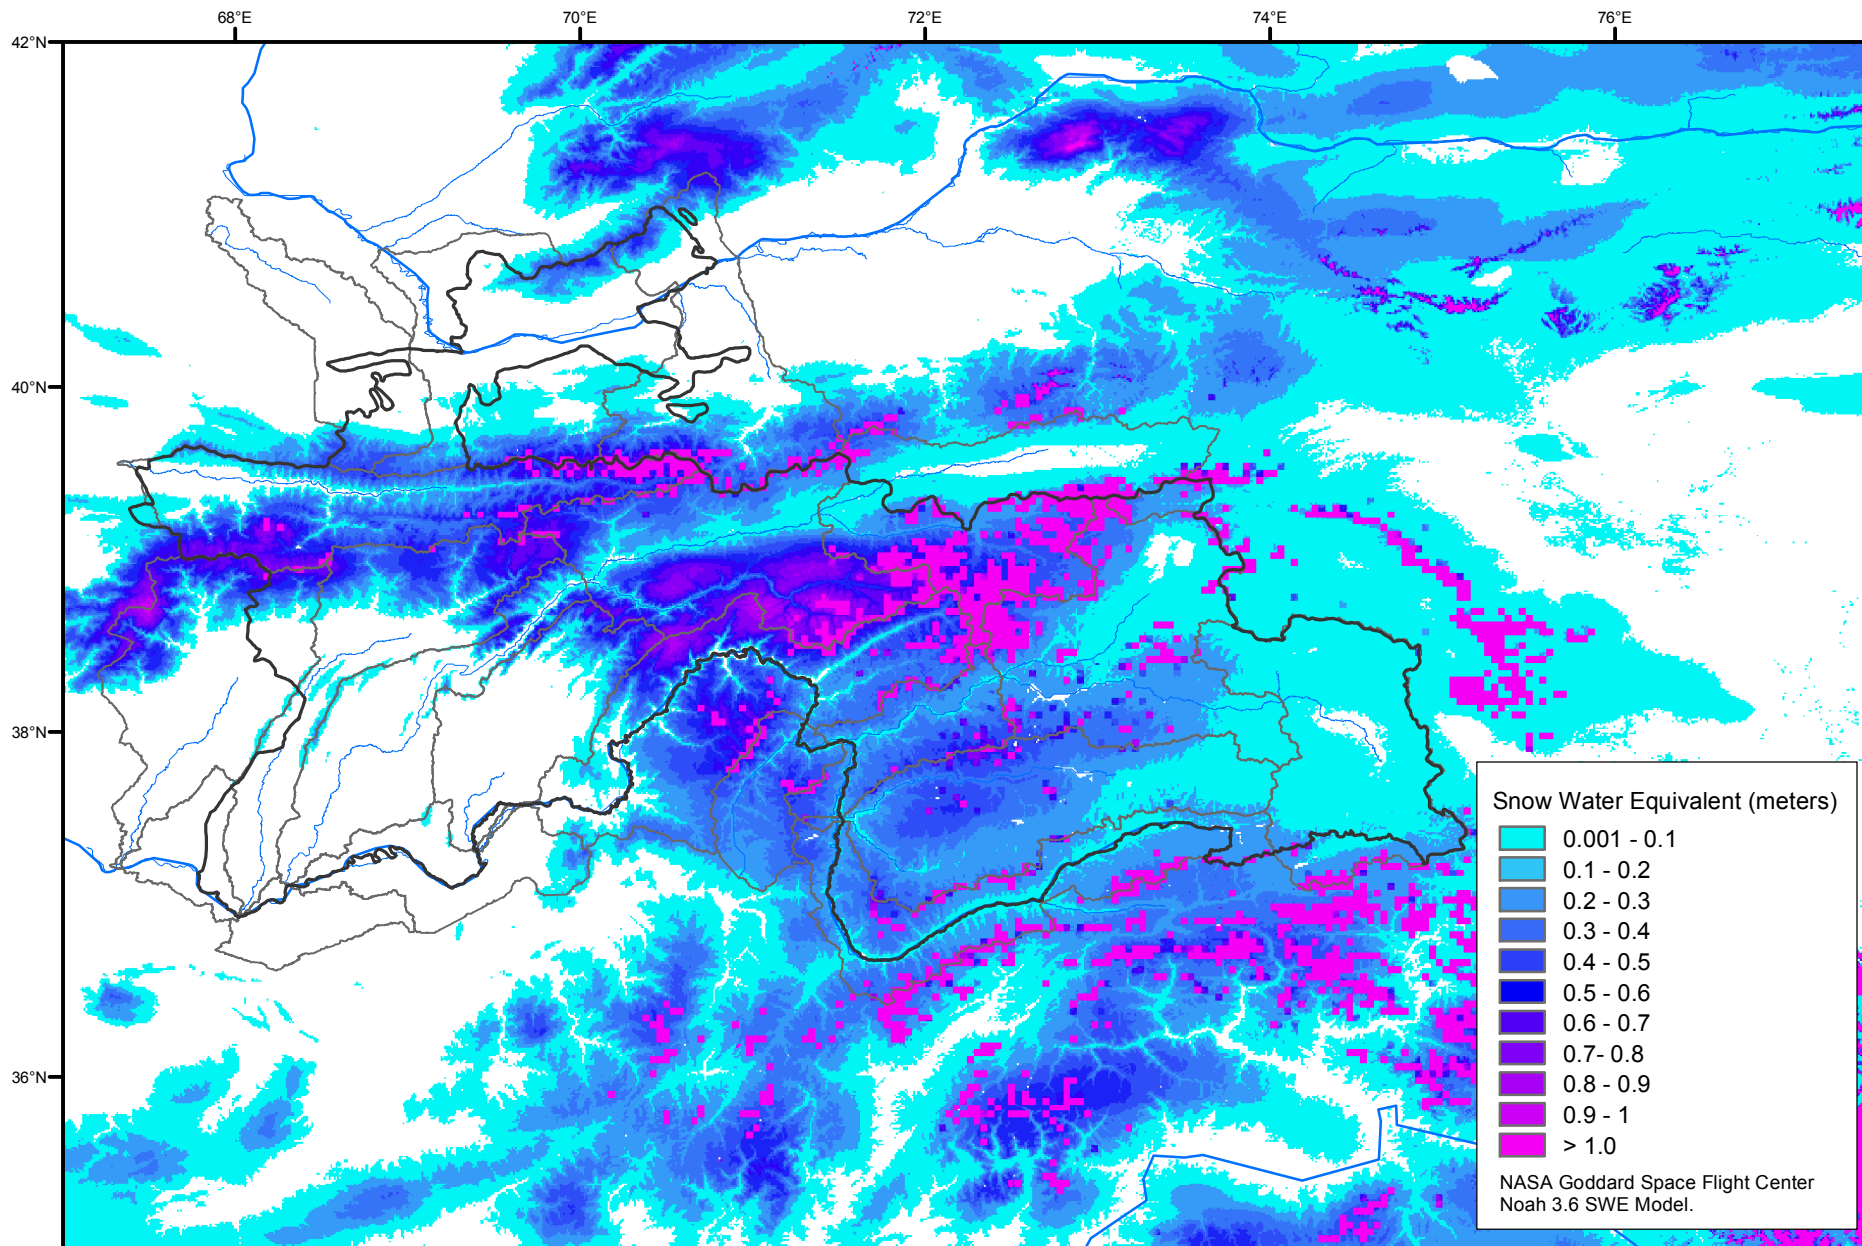 68°E
70°E
72°E
74°E
76°E
42°N
40°N
38°N
36°N
Snow Water Equivalent (meters)
0.001 - 0.1
0.1 - 0.2
0.2 - 0.3
0.3 - 0.4
0.4 - 0.5
0.5 - 0.6
0.6 - 0.7
0.7- 0.8
0.8 - 0.9
0.9 - 1
> 1.0
NASA Goddard Space Flight Center
Noah 3.6 SWE Model.